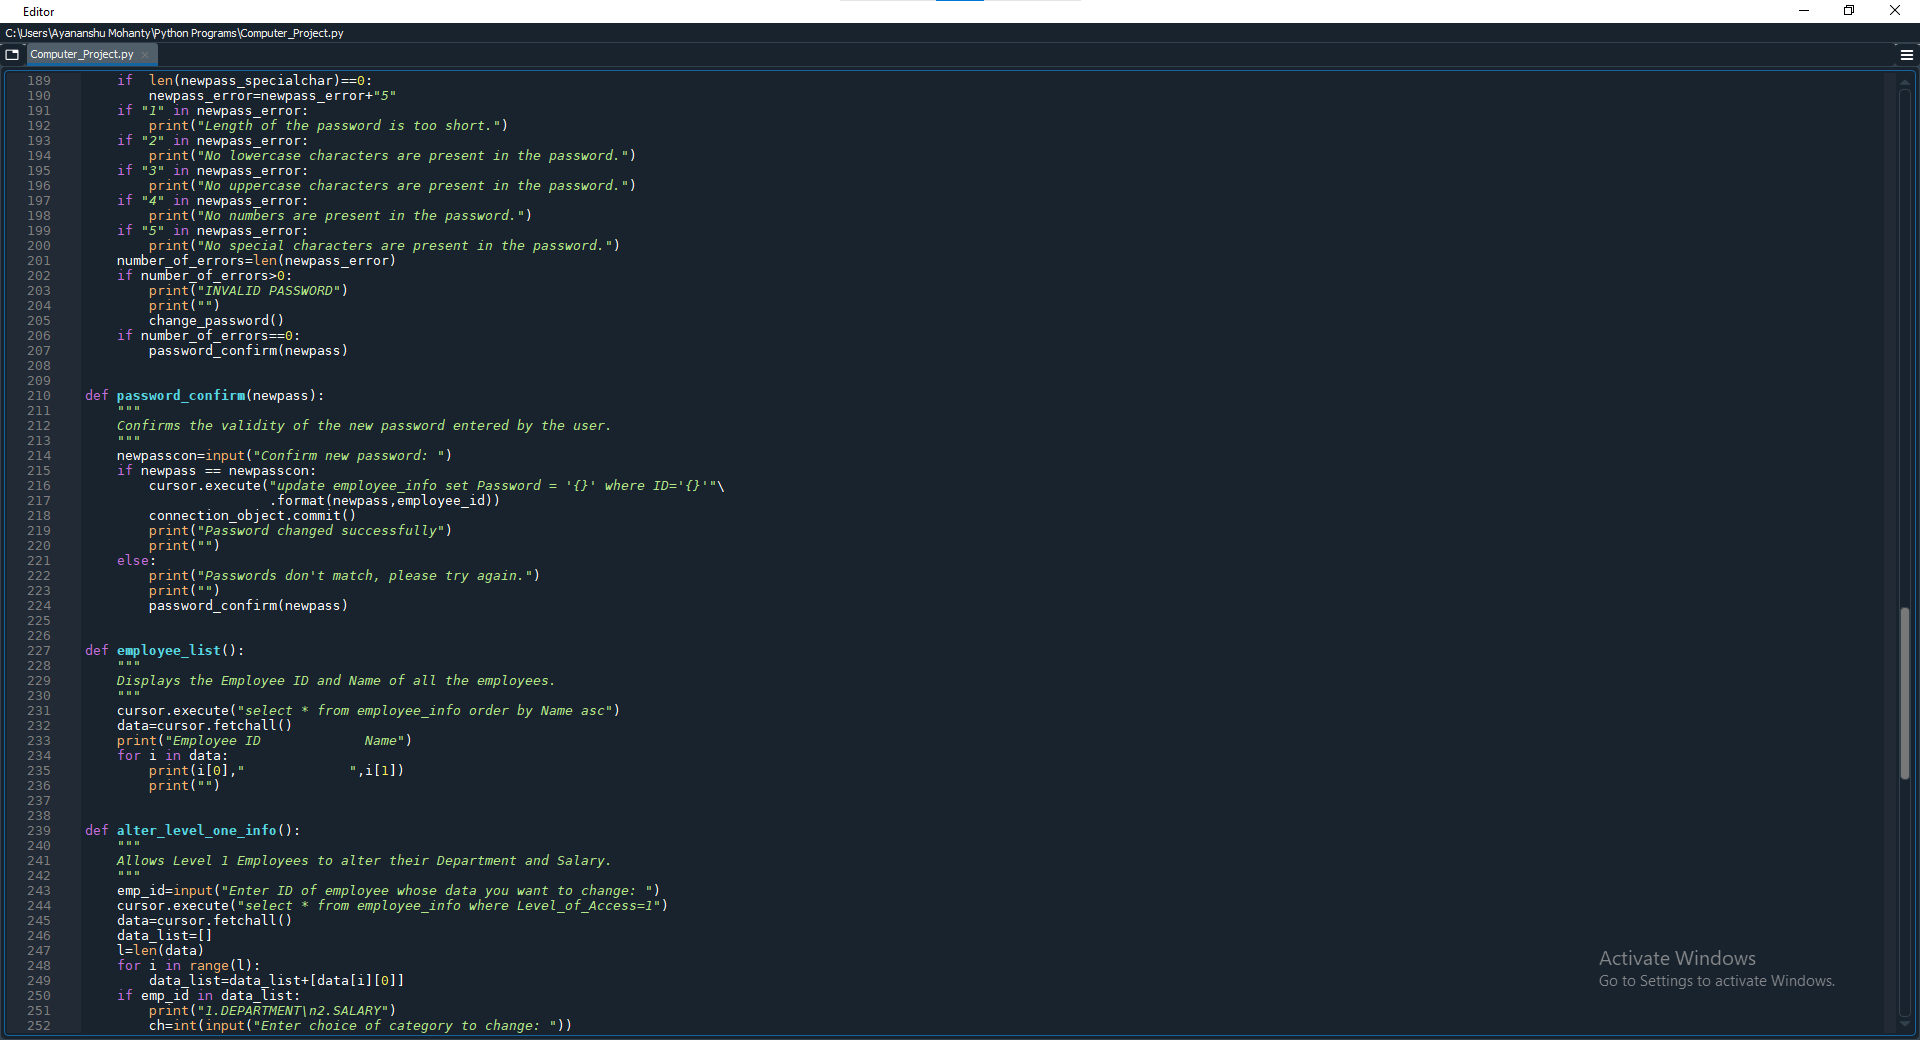 Editor
C:\Users\Ayananshu Mohanty\Python Programs\Computer_Project.py
Computer_Project.py
189         if  len(newpass_specialchar)==0:
190             newpass_error=newpass_error+"5"
191         if "1" in newpass_error:
192             print("Length of the password is too short.")
193         if "2" in newpass_error:
194             print("No lowercase characters are present in the password.")
195         if "3" in newpass_error:
196             print("No uppercase characters are present in the password.")
197         if "4" in newpass_error:
198             print("No numbers are present in the password.")
199         if "5" in newpass_error:
200             print("No special characters are present in the password.")
201         number_of_errors=len(newpass_error)
202         if number_of_errors>0:
203             print("INVALID PASSWORD")
204             print("")
205             change_password()
206         if number_of_errors==0:
207             password_confirm(newpass)
208
209
210     def password_confirm(newpass):
211         """
212         Confirms the validity of the new password entered by the user.
213         """
214         newpasscon=input("Confirm new password: ")
215         if newpass == newpasscon:
216             cursor.execute("update employee_info set Password = '{}' where ID='{}'"\
217                            .format(newpass,employee_id))
218             connection_object.commit()
219             print("Password changed successfully")
220             print("")
221         else:
222             print("Passwords don't match, please try again.")
223             print("")
224             password_confirm(newpass)
225
226
227     def employee_list():
228         """
229         Displays the Employee ID and Name of all the employees.
230         """
231         cursor.execute("select * from employee_info order by Name asc")
232         data=cursor.fetchall()
233         print("Employee ID             Name")
234         for i in data:
235             print(i[0],"             ",i[1])
236             print("")
237
238
239     def alter_level_one_info():
240         """
241         Allows Level 1 Employees to alter their Department and Salary.
242         """
243         emp_id=input("Enter ID of employee whose data you want to change: ")
244         cursor.execute("select * from employee_info where Level_of_Access=1")
245         data=cursor.fetchall()
246         data_list=[]
247         l=len(data)
248         for i in range(l):
249             data_list=data_list+[data[i][0]]
250         if emp_id in data_list:
251             print("1.DEPARTMENT\n2.SALARY")
252             ch=int(input("Enter choice of category to change: "))
Activate Windows
Go to Settings to activate Windows.